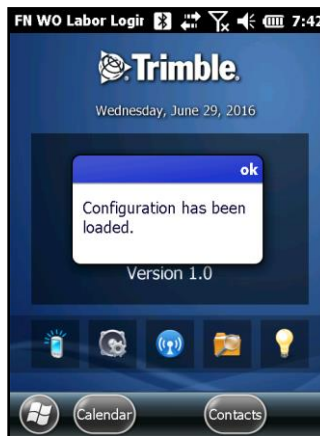 FN WO Labor Login 7:42
Trimble.
Wednesday, June 29, 2016
ok
Configuration has been
loaded.
Version 1.0
Calendar
Contacts